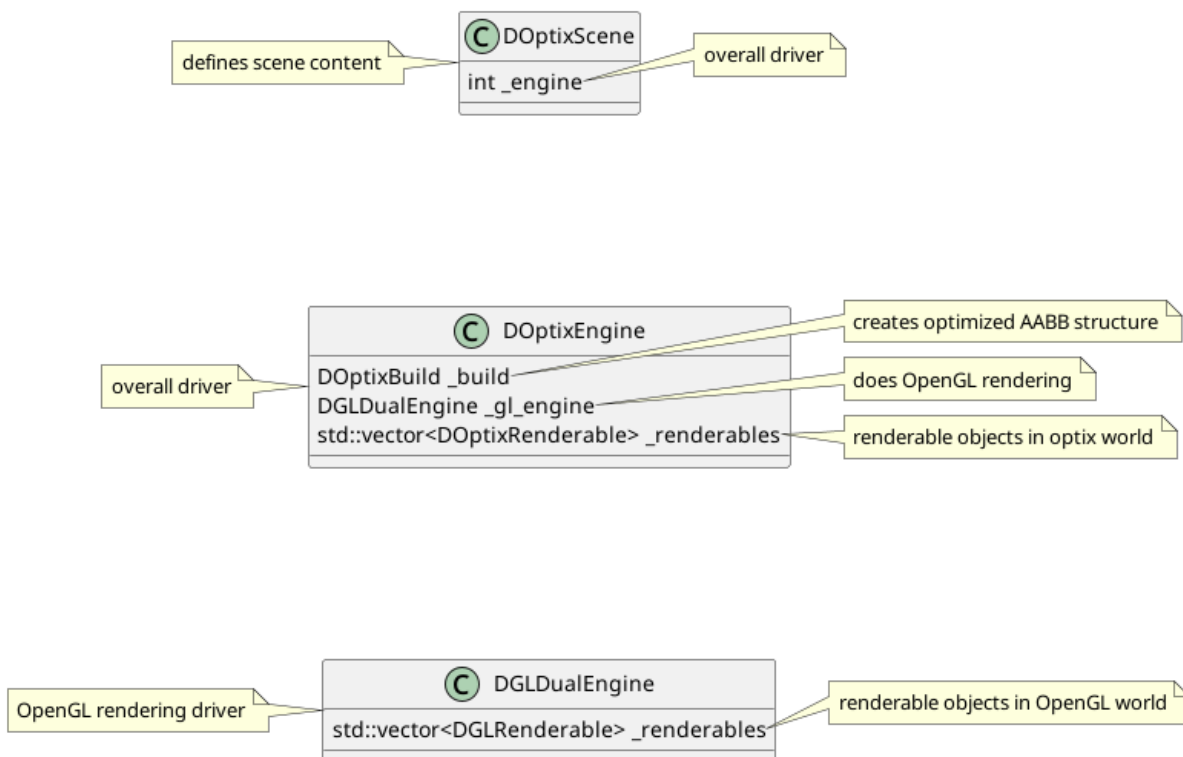 C DOptixScene
defines scene content
int _engine
overall driver
C DOptixEngine
overall driver
DOptixBuild _build
DGLDualEngine _gl_engine
std::vector<DOptixRenderable> _renderables
creates optimized AABB structure
does OpenGL rendering
renderable objects in optix world
C DGLDualEngine
OpenGL rendering driver
std::vector<DGLRenderable> _renderables
renderable objects in OpenGL world